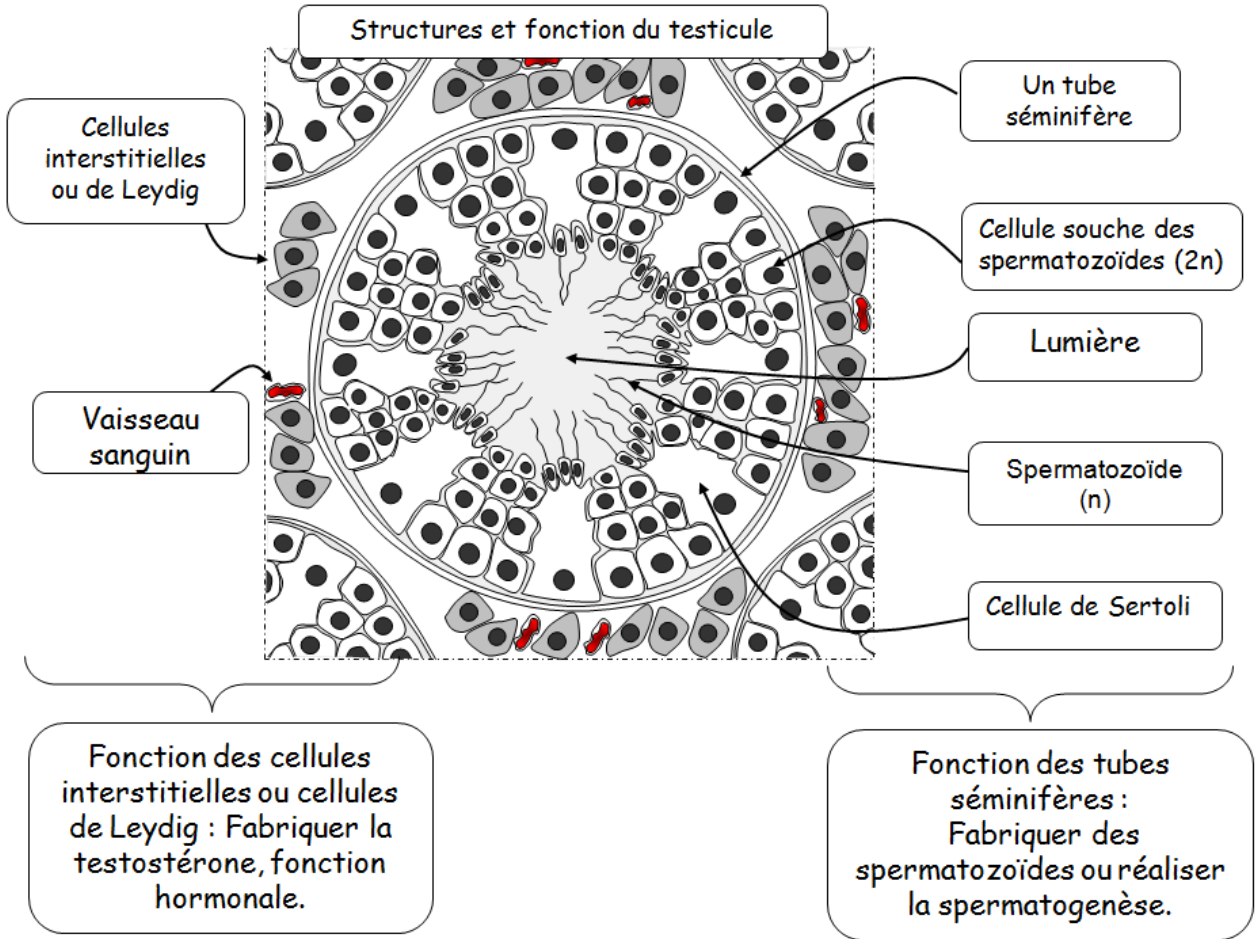 Structures et fonction du testicule
Cellules
interstitielles
ou de Leydig
Vaisseau
sanguin
Un tube
séminifère
Cellule souche des
spermatozoïdes (2n)
Lumière
Spermatozoïde
(n)
Cellule de Sertoli
Fonction des cellules
interstitielles ou cellules
de Leydig : Fabriquer la
testostérone, fonction
hormonale.
Fonction des tubes
séminifères :
Fabriquer des
spermatozoïdes ou réaliser
la spermatogenèse.